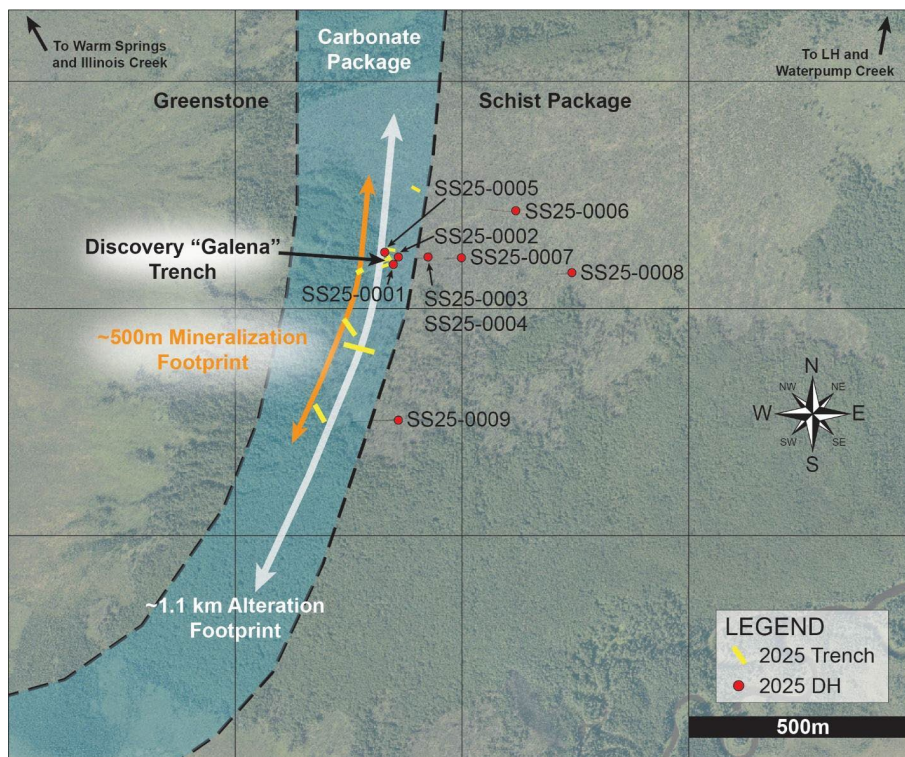 To Warm Springs
and Illinois Creek
Carbonate
Package
To LH and
Waterpump Creek
Greenstone
Schist Package
SS25-0005
SS25-0006
SS25-0002
Discovery “Galena”
Trench
SS25-0007
SS25-0008
SS25-0001
SS25-0003
SS25-0004
~500m Mineralization
Footprint
N
NW
NE
W
E
SW
SE
S
SS25-0009
~1.1 km Alteration
Footprint
LEGEND
2025 Trench
2025 DH
500m